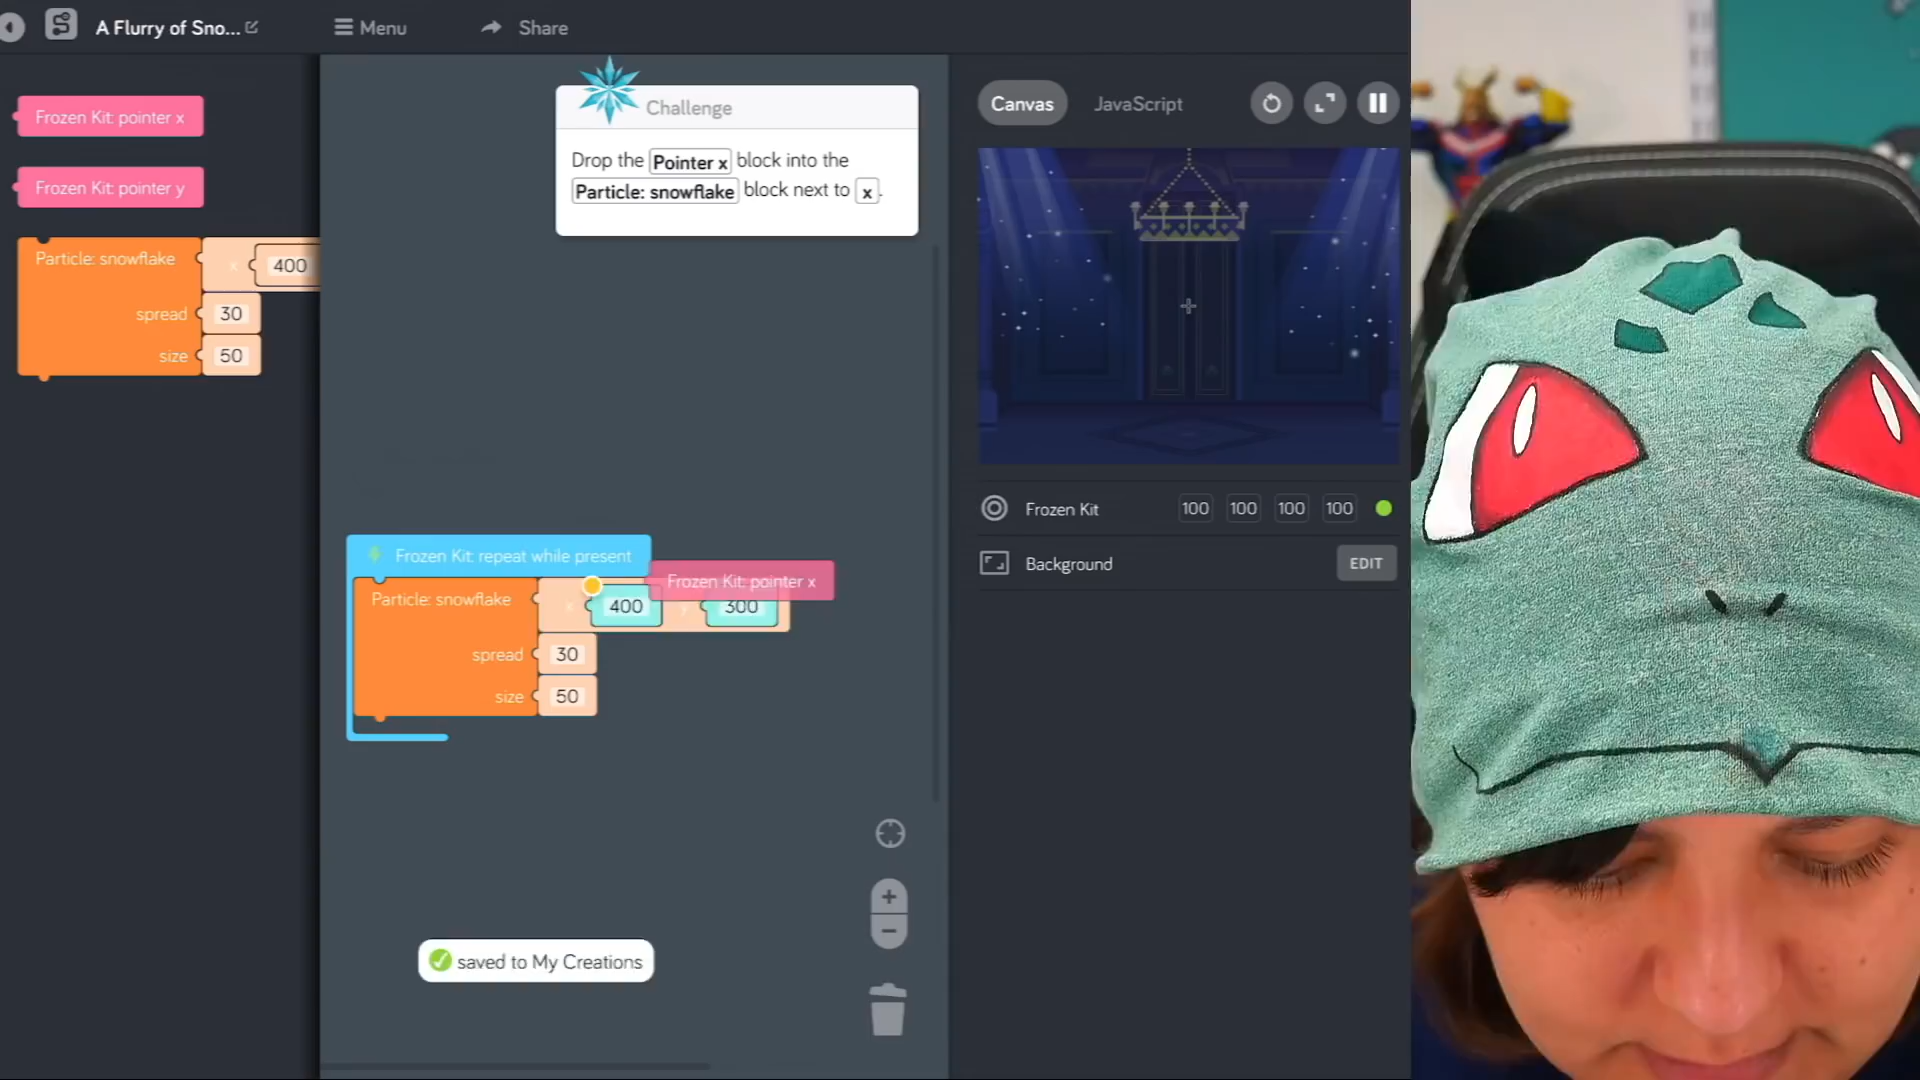 A Flurry of Sno...
Menu
Share
Frozen Kit: pointer x
Frozen Kit: pointer y
Particle: snowflake
x
400
spread
30
size
50
Challenge
Drop the Pointer x block into the
Particle: snowflake block next to x.
Frozen Kit: repeat while present
Frozen Kit: pointer x
Particle: snowflake
x
400
y
300
spread
30
size
50
saved to My Creations
Canvas
JavaScript
Frozen Kit
100
100
100
100
Background
EDIT